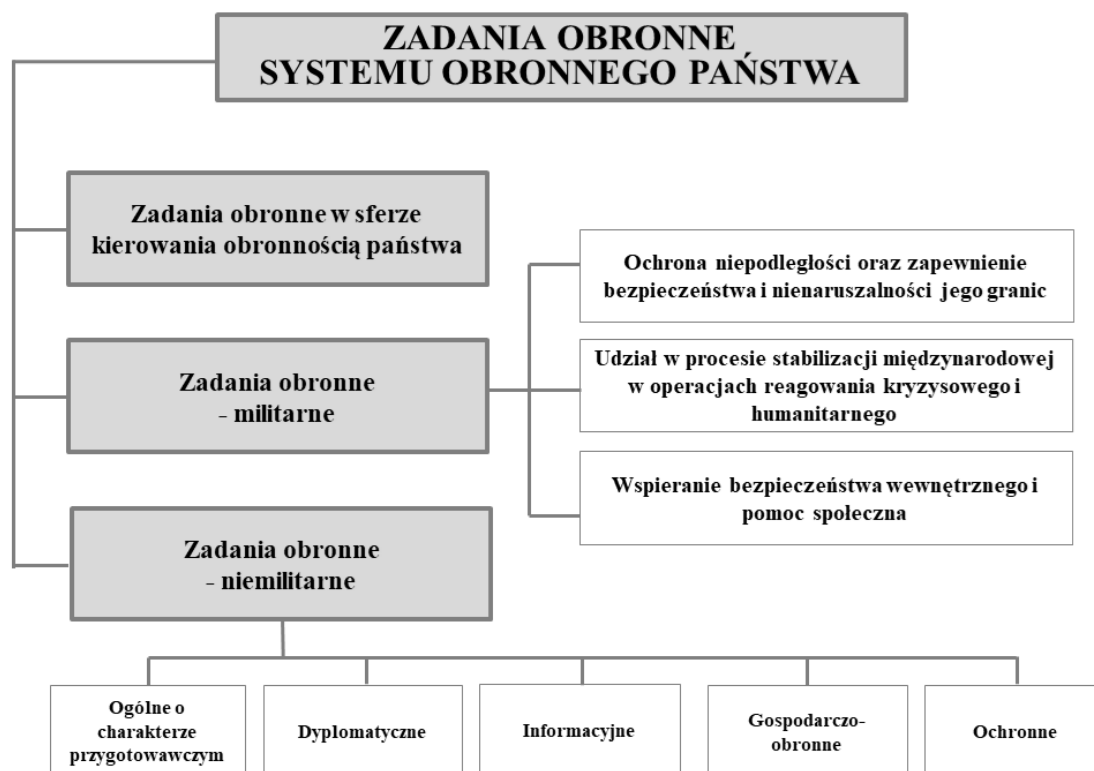 ZADANIA OBRONNE
SYSTEMU OBRONNEGO PAŃSTWA
Zadania obronne w sferze
kierowania obronnością państwa
Ochrona niepodległości oraz zapewnienie
bezpieczeństwa i nienaruszalności jego granic
Zadania obronne
- militarne
Udział w procesie stabilizacji międzynarodowej
w operacjach reagowania kryzysowego i
humanitarnego
Wspieranie bezpieczeństwa wewnętrznego i
pomoc społeczna
Zadania obronne
- niemilitarne
Ogólne o
charakterze
przygotowawczym
Dyplomatyczne
Informacyjne
Gospodarczo-
obronne
Ochronne